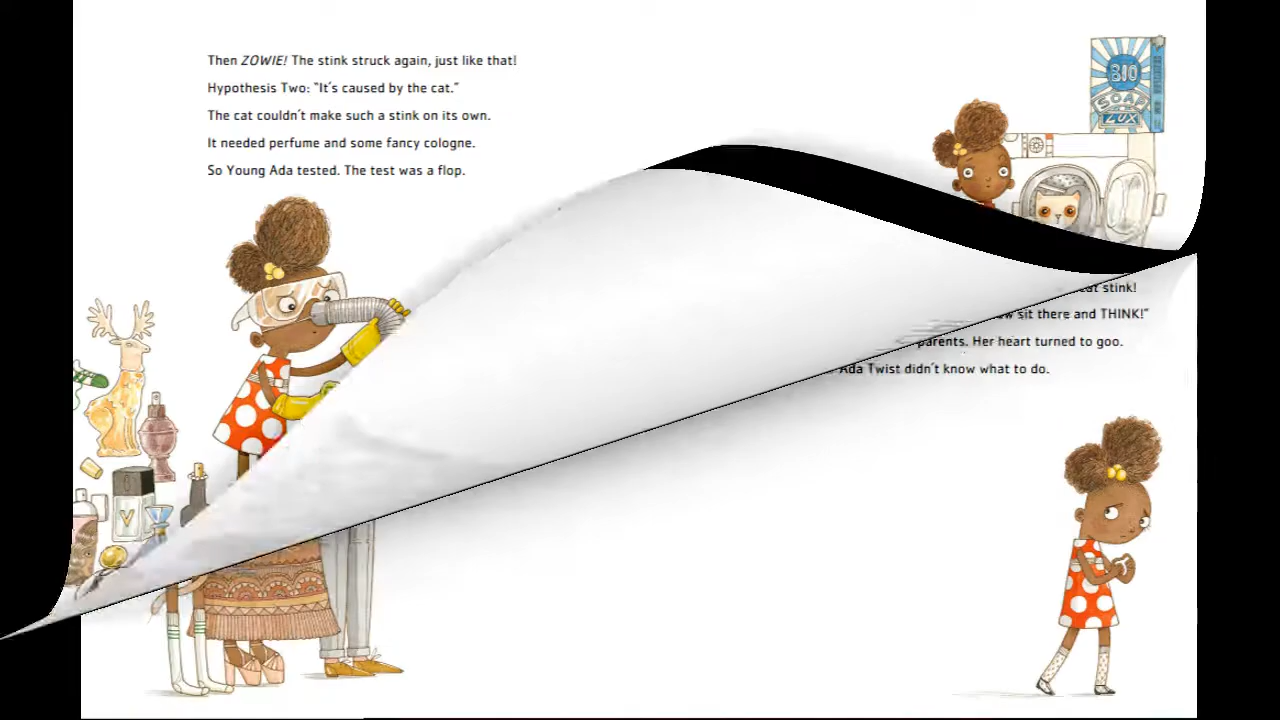 Then ZOWIE! The stink struck again, just like that!
Hypothesis Two: “It´s caused by the cat.”
The cat couldn´t make such a stink on its own.
It needed perfume and some fancy cologne.
So Young Ada tested. The test was a flop.
BIO
SOAP
LUX
stink!
sit there and THINK!”
parents. Her heart turned to goo.
Ada Twist didn´t know what to do.
V